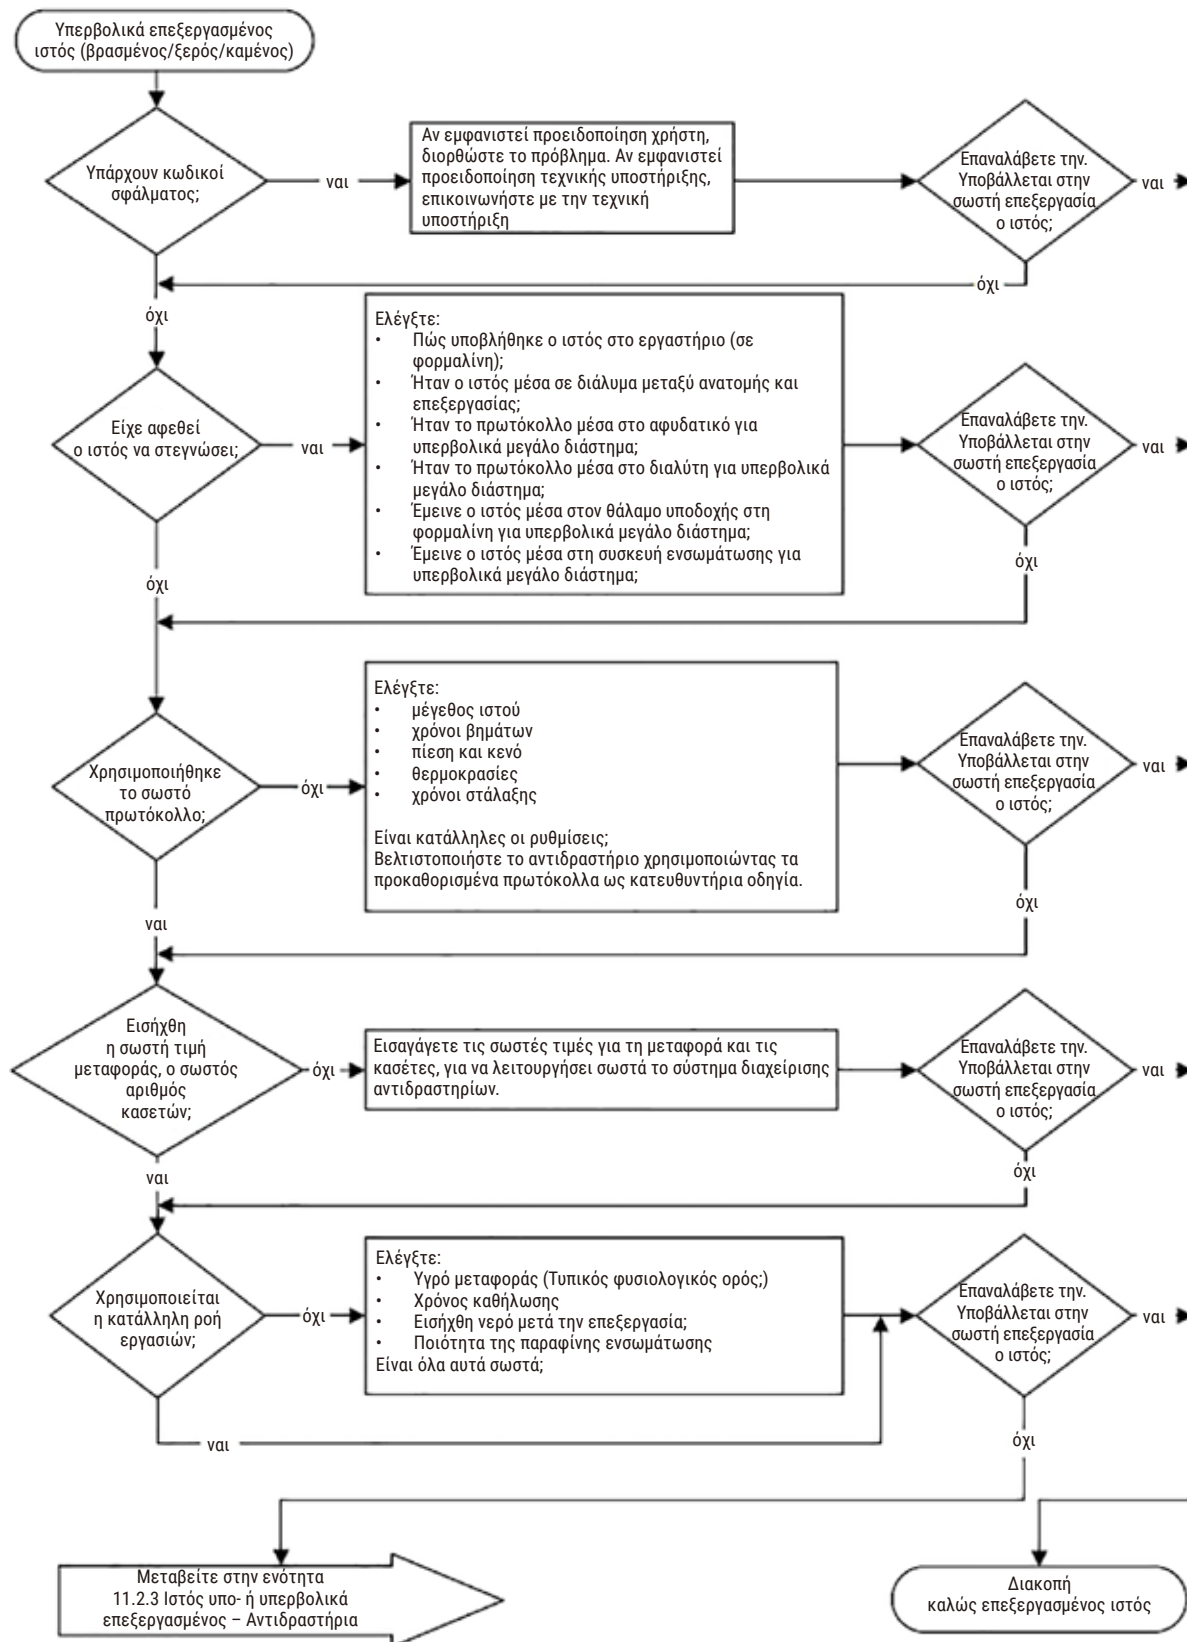 Υπερβολικά επεξεργασμένος
ιστός (βρασμένος/ξερός/καμένος)
Υπάρχουν κωδικοί
σφάλματος;
ναι
Αν εμφανιστεί προειδοποίηση χρήστη,
διορθώστε το πρόβλημα. Αν εμφανιστεί
προειδοποίηση τεχνικής υποστήριξης,
επικοινωνήστε με την τεχνική
υποστήριξη
Επαναλάβετε την.
Υποβάλλεται στην
σωστή επεξεργασία
ο ιστός;
ναι
όχι
όχι
Είχε αφεθεί
ο ιστός να στεγνώσει;
ναι
Ελέγξτε:
• Πώς υποβλήθηκε ο ιστός στο εργαστήριο (σε
φορμαλίνη);
• Ήταν ο ιστός μέσα σε διάλυμα μεταξύ ανατομής και
επεξεργασίας;
• Ήταν το πρωτόκολλο μέσα στο αφυδατικό για
υπερβολικά μεγάλο διάστημα;
• Ήταν το πρωτόκολλο μέσα στο διαλύτη για υπερβολικά
μεγάλο διάστημα;
• Έμεινε ο ιστός μέσα στον θάλαμο υποδοχής στη
φορμαλίνη για υπερβολικά μεγάλο διάστημα;
• Έμεινε ο ιστός μέσα στη συσκευή ενσωμάτωσης για
υπερβολικά μεγάλο διάστημα;
Επαναλάβετε την.
Υποβάλλεται στην
σωστή επεξεργασία
ο ιστός;
ναι
όχι
όχι
Χρησιμοποιήθηκε
το σωστό
πρωτόκολλο;
όχι
Ελέγξτε:
• μέγεθος ιστού
• χρόνοι βημάτων
• πίεση και κενό
• θερμοκρασίες
• χρόνοι στάλαξης
Είναι κατάλληλες οι ρυθμίσεις;
Βελτιστοποιήστε το αντιδραστήριο χρησιμοποιώντας τα
προκαθορισμένα πρωτόκολλα ως κατευθυντήρια οδηγία.
Επαναλάβετε την.
Υποβάλλεται στην
σωστή επεξεργασία
ο ιστός;
ναι
όχι
ναι
Εισήχθη
η σωστή τιμή
μεταφοράς, ο σωστός
αριθμός
κασετών;
όχι
Εισαγάγετε τις σωστές τιμές για τη μεταφορά και τις
κασέτες, για να λειτουργήσει σωστά το σύστημα διαχείρισης
αντιδραστηρίων.
Επαναλάβετε την.
Υποβάλλεται στην
σωστή επεξεργασία
ο ιστός;
ναι
όχι
ναι
Χρησιμοποιείται
η κατάλληλη ροή
εργασιών;
όχι
Ελέγξτε:
• Υγρό μεταφοράς (Τυπικός φυσιολογικός ορός;)
• Χρόνος καθήλωσης
• Εισήχθη νερό μετά την επεξεργασία;
• Ποιότητα της παραφίνης ενσωμάτωσης
Είναι όλα αυτά σωστά;
Επαναλάβετε την.
Υποβάλλεται στην
σωστή επεξεργασία
ο ιστός;
ναι
ναι
όχι
Μεταβείτε στην ενότητα
11.2.3 Ιστός υπο- ή υπερβολικά
επεξεργασμένος – Αντιδραστήρια
Διακοπή
καλώς επεξεργασμένος ιστός